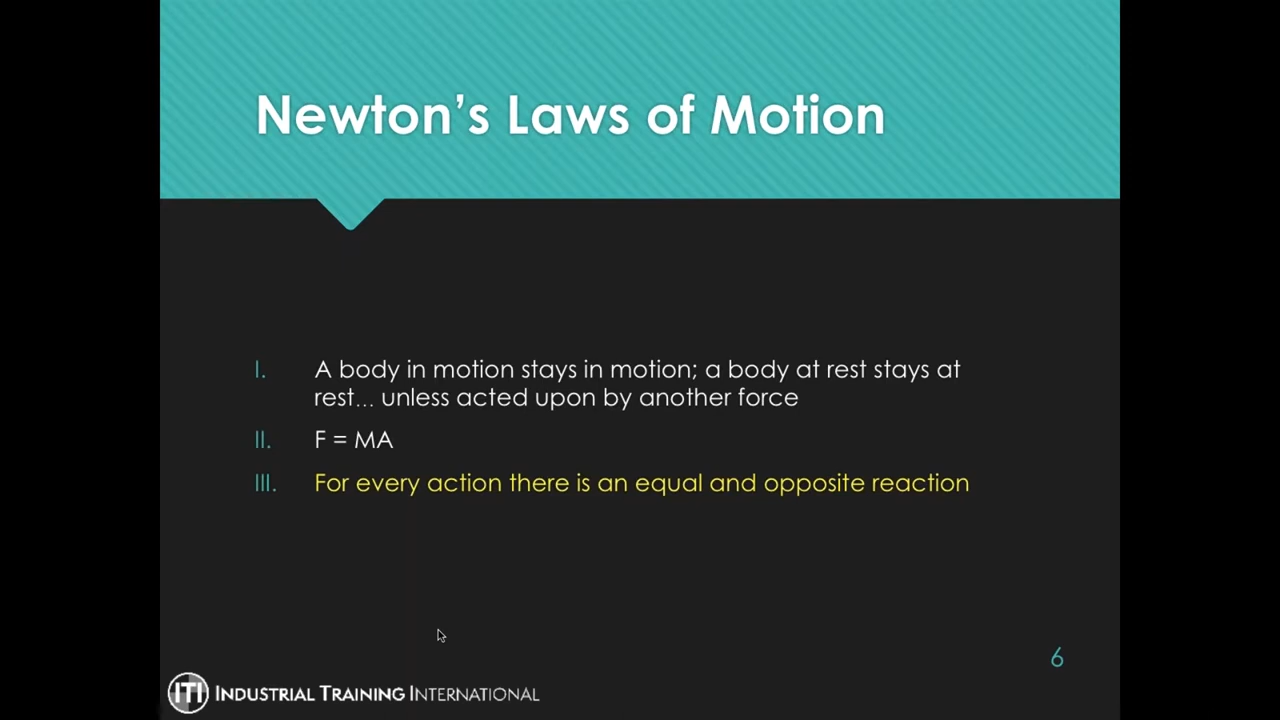 Newton's Laws of Motion
I. A body in motion stays in motion; a body at rest stays at
rest... unless acted upon by another force
II. F = MA
III. For every action there is an equal and opposite reaction
6
ITI INDUSTRIAL TRAINING INTERNATIONAL